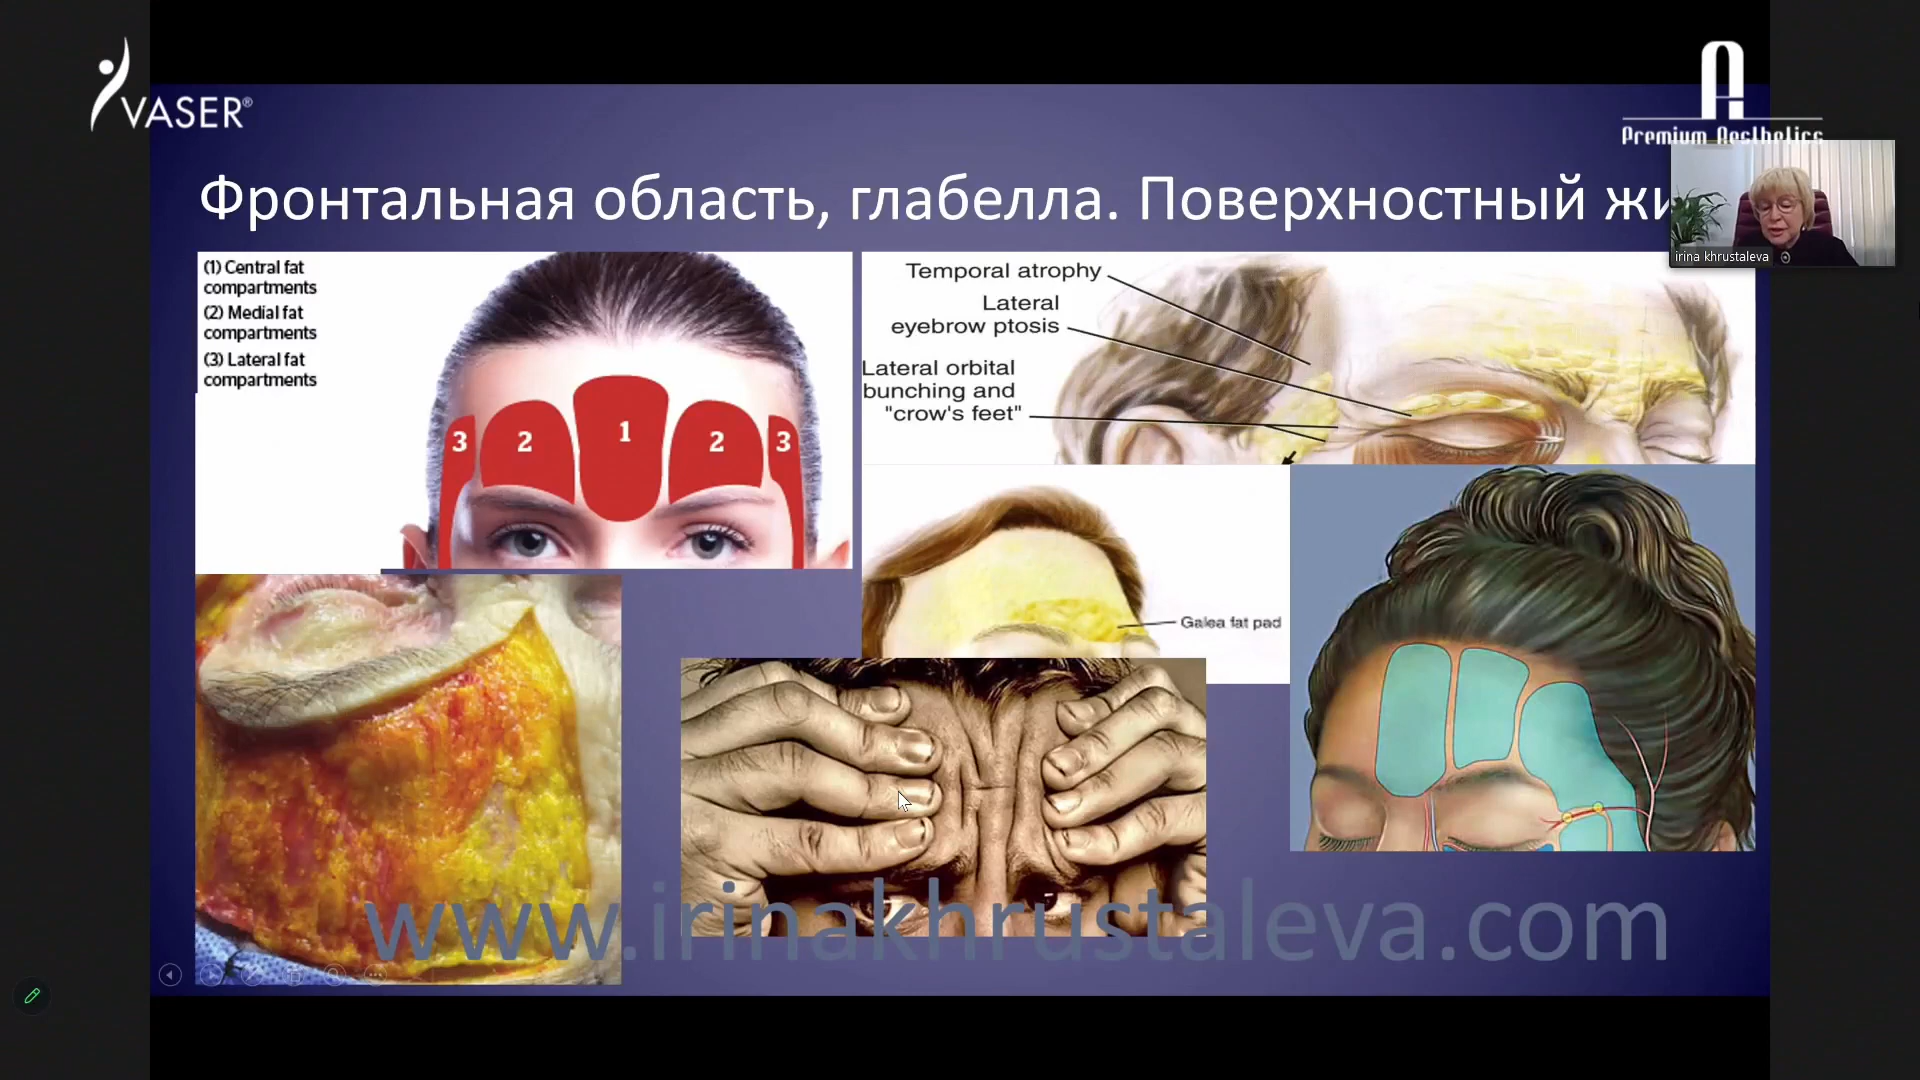 VASER®
Premium Aesthetics
Фронтальная область, глабелла. Поверхностный жи
irina khrustaleva
(1) Central fat
compartments
(2) Medial fat
compartments
(3) Lateral fat
compartments
3
2
1
2
3
Temporal atrophy
Lateral
eyebrow ptosis
Lateral orbital
bunching and
"crow's feet"
Galea fat pad
www.irinakhrustaleva.com